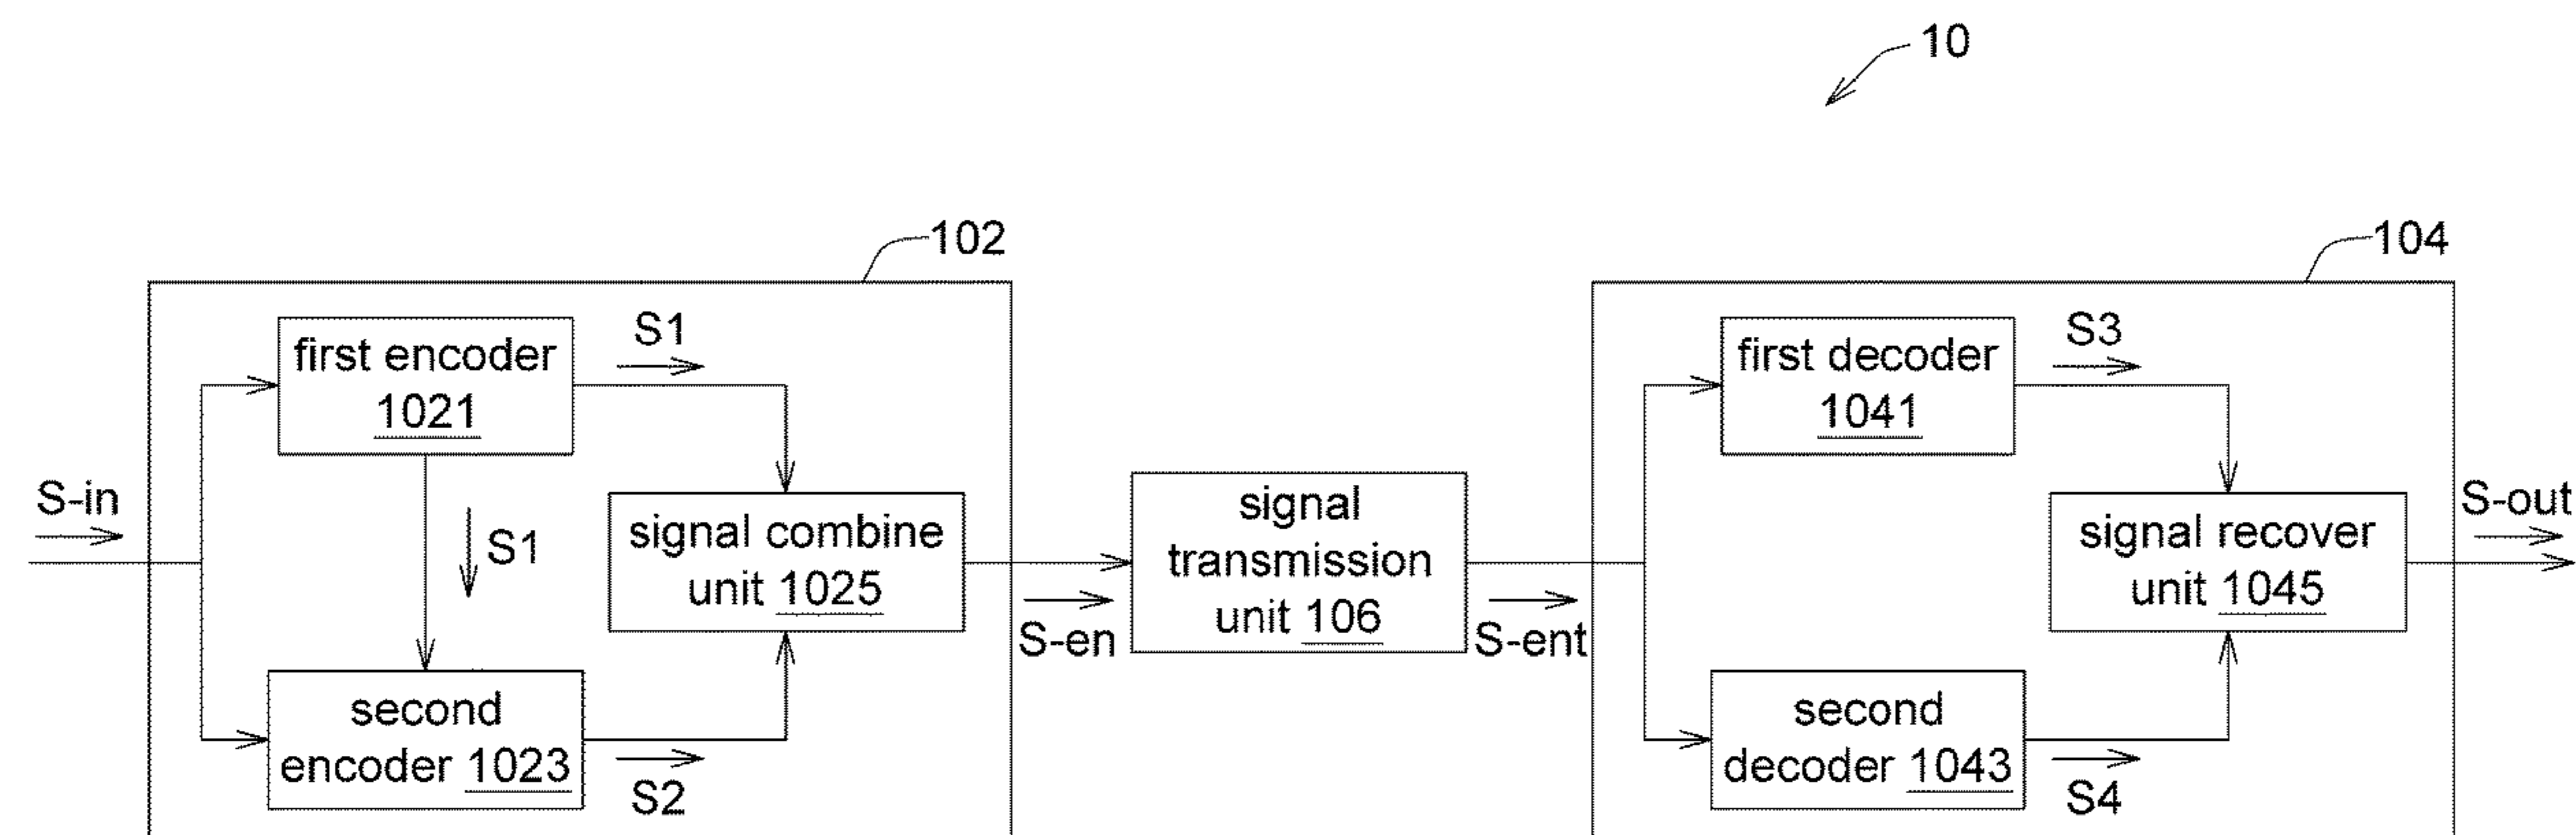 10
102
104
S-in
first encoder
1021
S1
S1
second
encoder 1023
S2
signal combine
unit 1025
S-en
signal
transmission
unit 106
S-ent
first decoder
1041
S3
second
decoder 1043
S4
signal recover
unit 1045
S-out